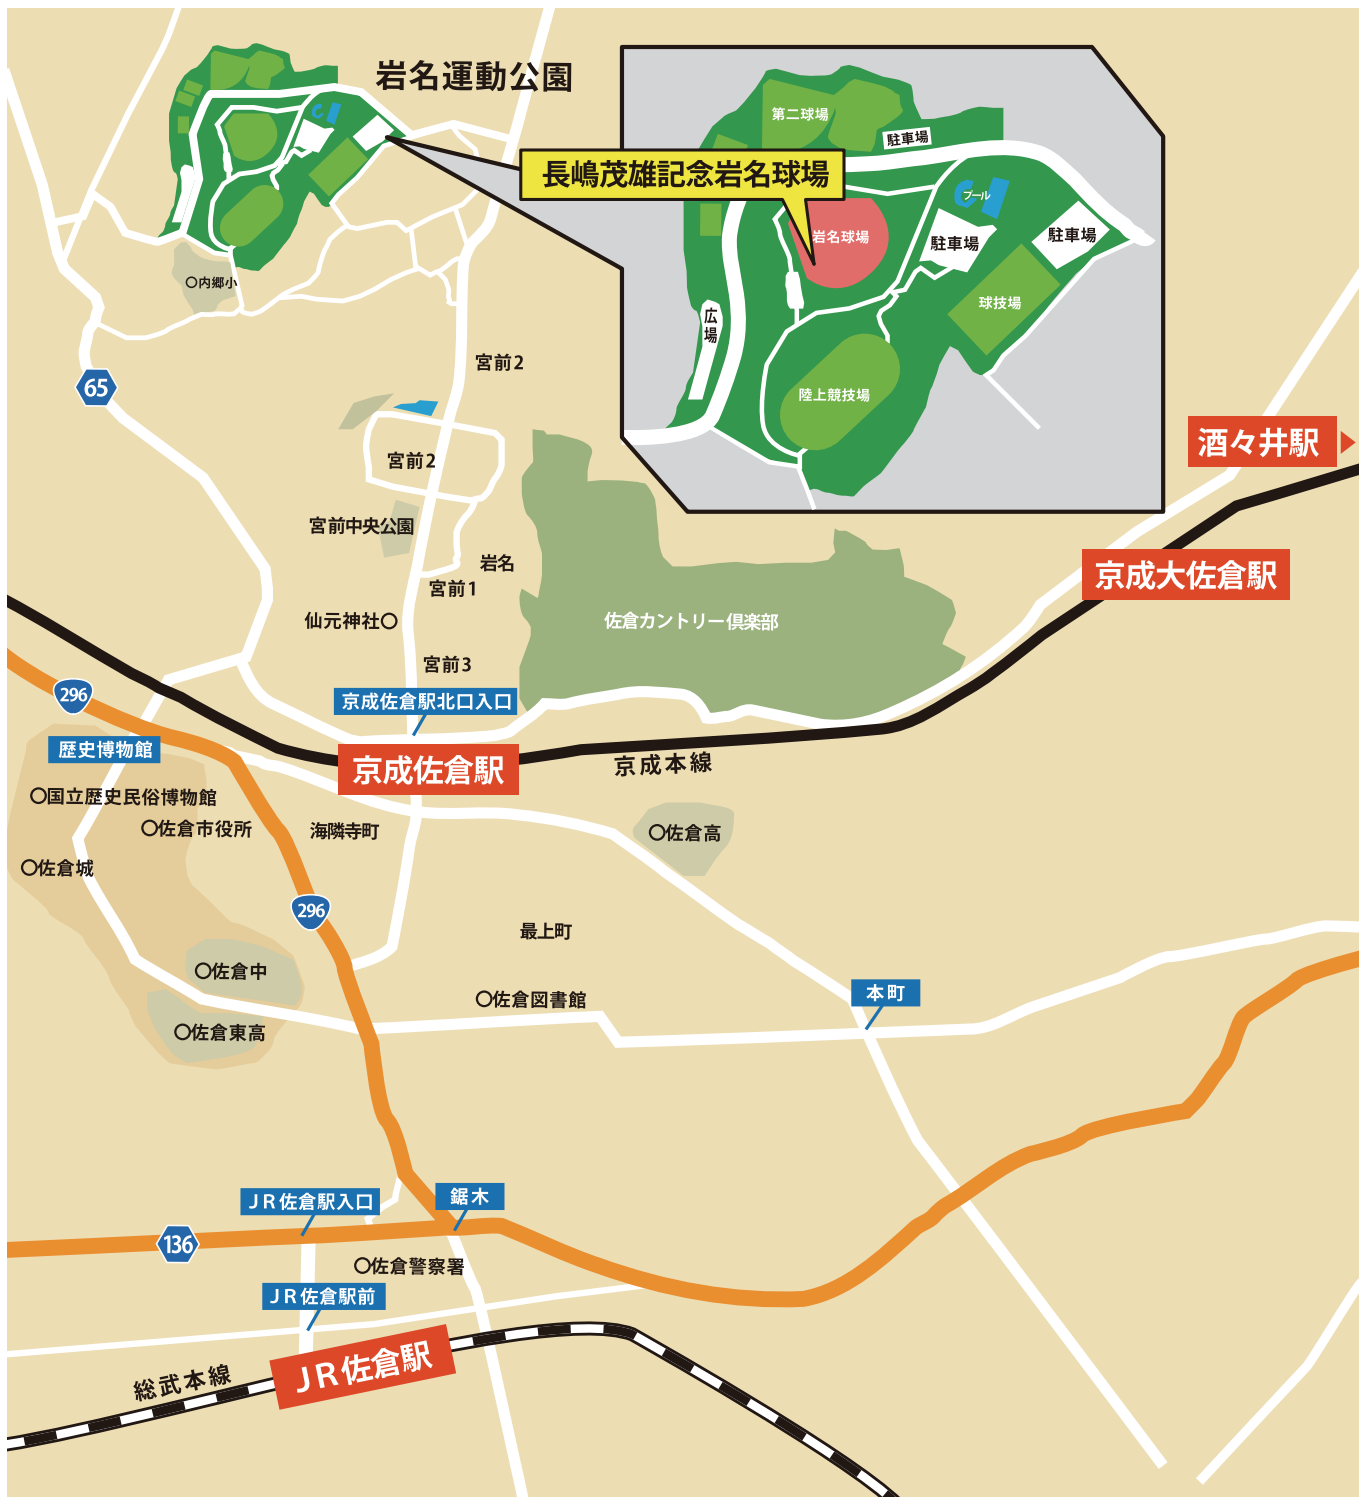 岩名運動公園
第二球場
駐車場
長嶋茂雄記念岩名球場
プール
岩名球場
駐車場
駐車場
球技場
広場
陸上競技場
○内郷小
宮前2
65
宮前2
酒々井駅
宮前中央公園
岩名
京成大佐倉駅
宮前1
仙元神社○
佐倉カントリー倶楽部
宮前3
296
京成佐倉駅北口入口
歴史博物館
京成佐倉駅
京成本線
○国立歴史民俗博物館
○佐倉市役所
海隣寺町
○佐倉高
○佐倉城
296
最上町
○佐倉中
本町
○佐倉図書館
○佐倉東高
JR佐倉駅入口
鋸木
136
○佐倉警察署
JR佐倉駅前
JR佐倉駅
総武本線